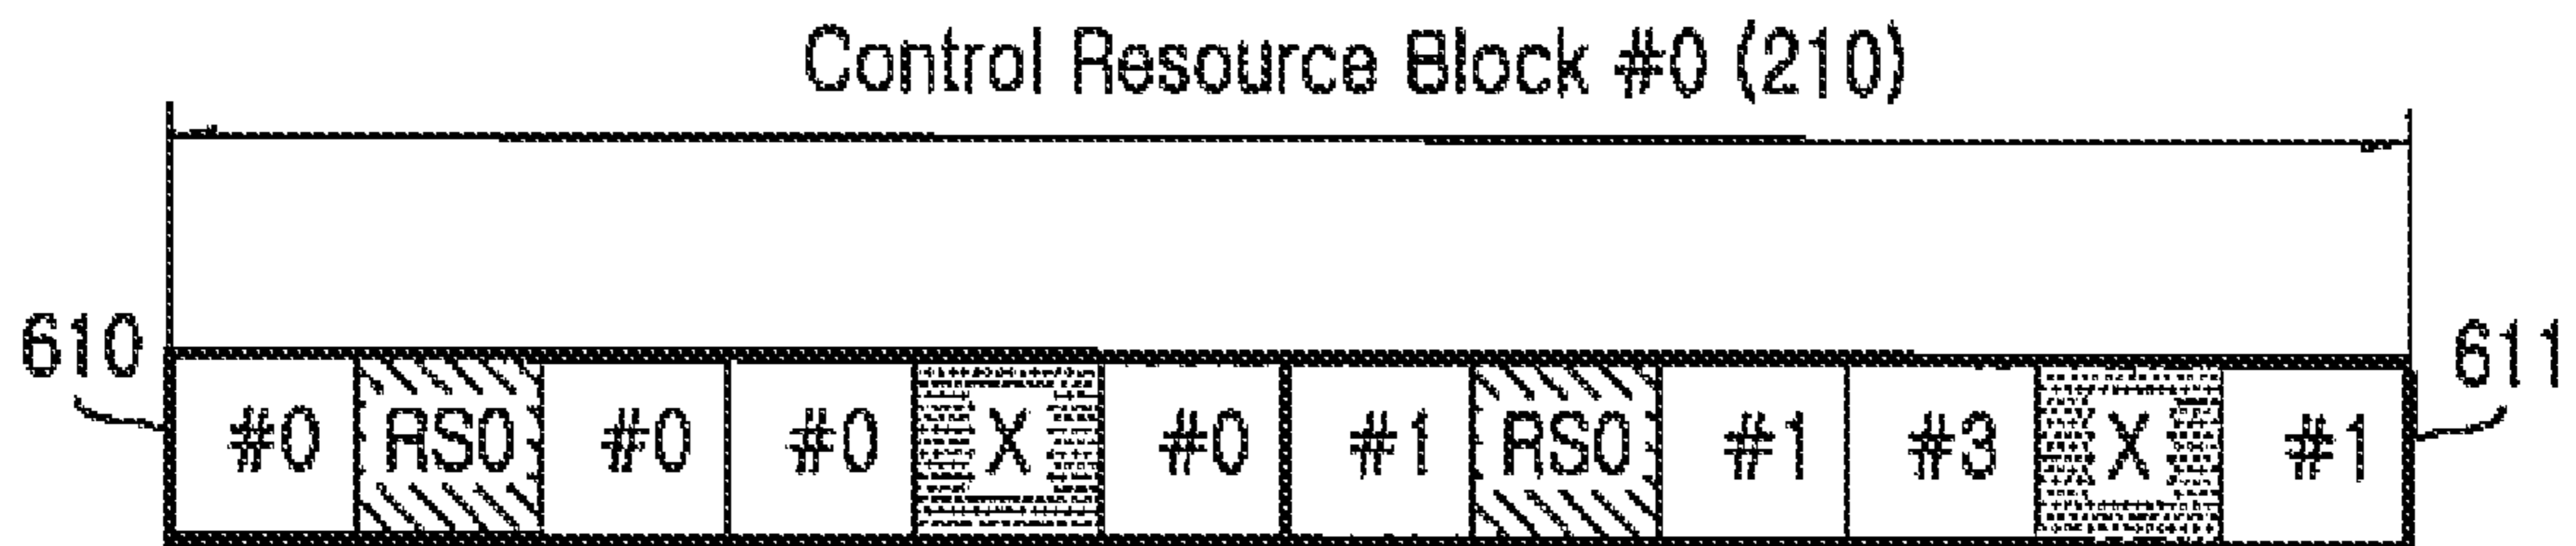 Control Resource Block #0 (210)
610 611
#0 RS0 #0 #0 X #0 #1 RS0 #1 #3 X #1